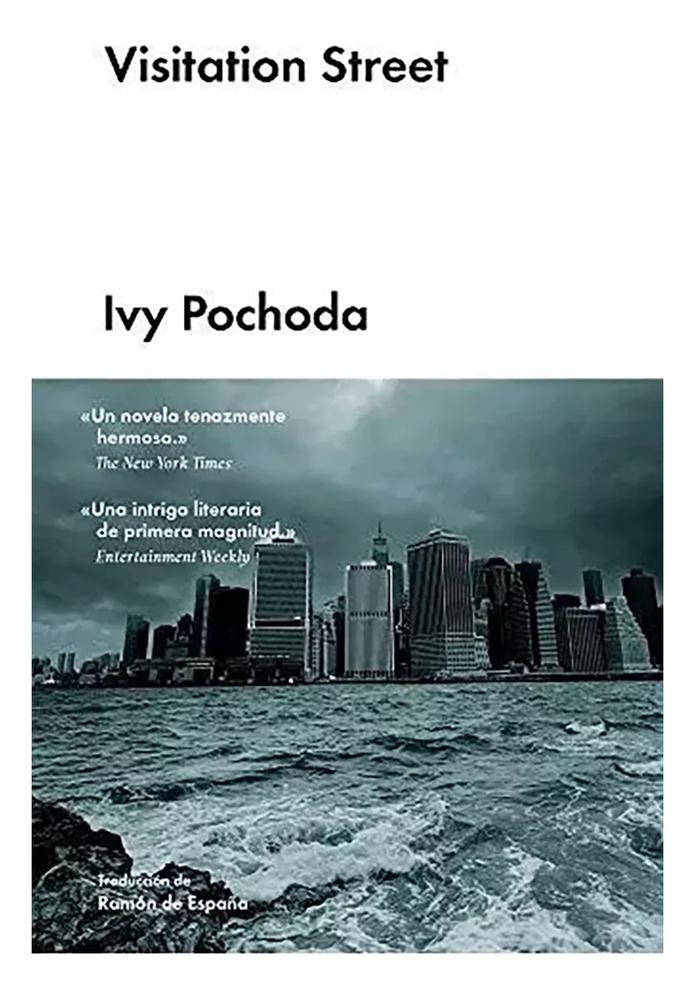 Visitation Street
Ivy Pochoda
«Un novela tenazmente
hermosa.»
The New York Times
«Una intriga literaria
de primera magnitud.»
Entertainment Weekly
Traducción de
Ramón de España